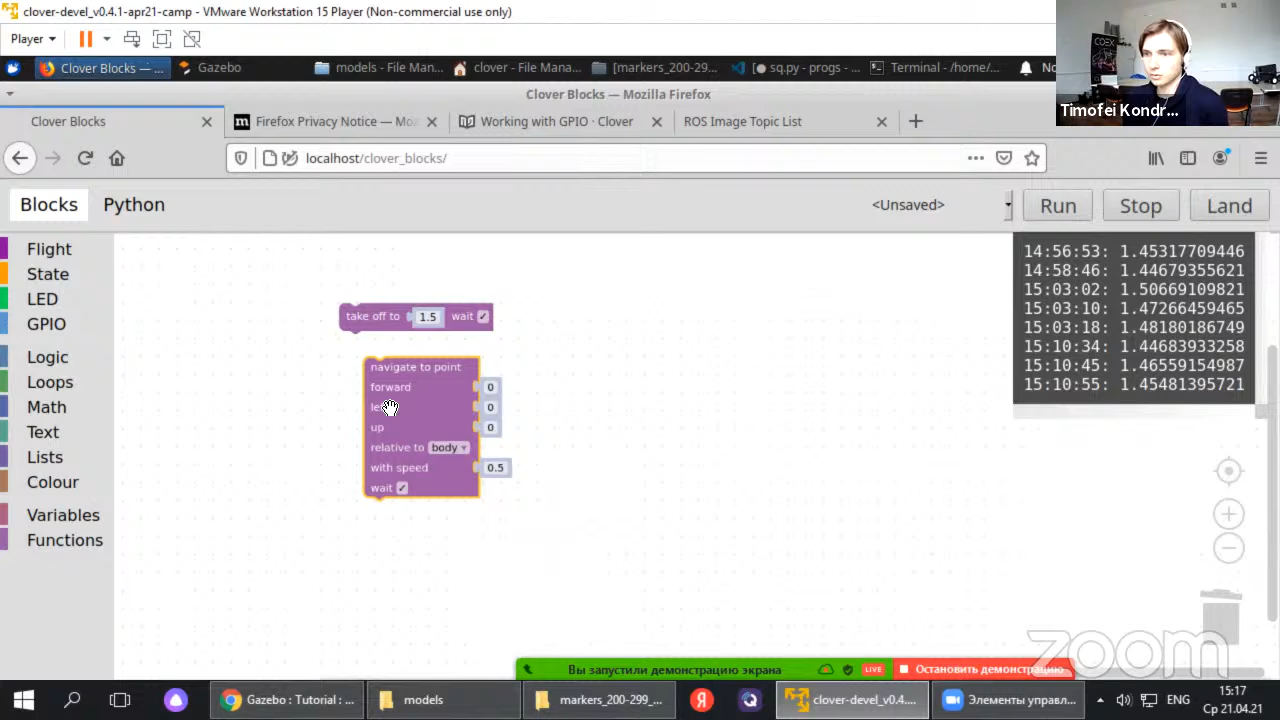 clover-devel_v0.4.1-apr21-camp - VMware Workstation 15 Player (Non-commercial use only)
Player
Clover Blocks — ...
Gazebo
models - File Man...
clover - File Mana...
[markers_200-29...
[● sq.py - progs - ...
Terminal - /home/...
No
COEX
Timofei Kondr...
Clover Blocks — Mozilla Firefox
Clover Blocks
Firefox Privacy Notice — Moz
Working with GPIO · Clover
ROS Image Topic List
localhost/clover_blocks/
Blocks
Python
<Unsaved>
Run
Stop
Land
Flight
State
LED
GPIO
Logic
Loops
Math
Text
Lists
Colour
Variables
Functions
take off to 1.5 wait
navigate to point
forward 0
le 0
up 0
relative to body
with speed 0.5
wait
14:56:53: 1.45317709446
14:58:46: 1.44679355621
15:03:02: 1.50669109821
15:03:10: 1.47266459465
15:03:18: 1.48180186749
15:10:34: 1.44683933258
15:10:45: 1.46559154987
15:10:55: 1.45481395721
zoom
Вы запустили демонстрацию экрана
LIVE
Остановить демонстрацию
Gazebo : Tutorial : ...
models
markers_200-299_...
Я
clover-devel_v0.4....
Элементы управл...
ENG
15:17
Ср 21.04.21